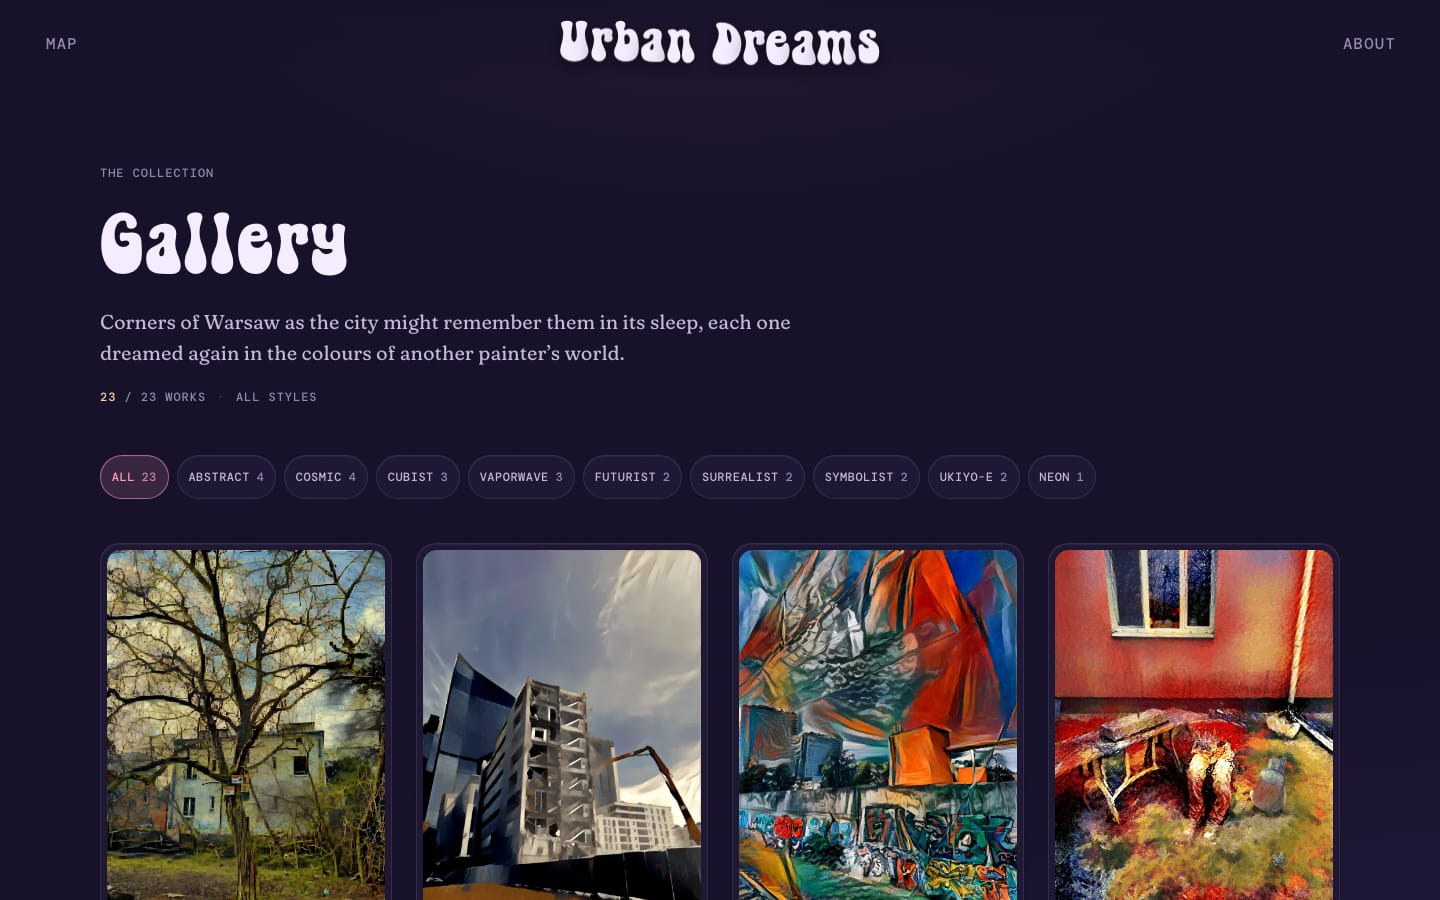 MAP
Urban Dreams
ABOUT
THE COLLECTION
Gallery
Corners of Warsaw as the city might remember them in its sleep, each one
dreamed again in the colours of another painter’s world.
23 / 23 WORKS · ALL STYLES
ALL 23
ABSTRACT 4
COSMIC 4
CUBIST 3
VAPORWAVE 3
FUTURIST 2
SURREALIST 2
SYMBOLIST 2
UKIYO-E 2
NEON 1